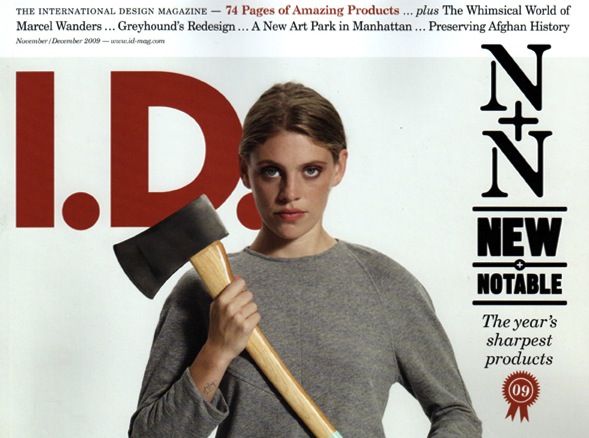 THE INTERNATIONAL DESIGN MAGAZINE — 74 Pages of Amazing Products ... plus The Whimsical World of
Marcel Wanders ... Greyhound's Redesign ... A New Art Park in Manhattan ... Preserving Afghan History
November/December 2009 — www.id-mag.com
I.D.
N
+
N
NEW
+
NOTABLE
The year's
sharpest
products
09